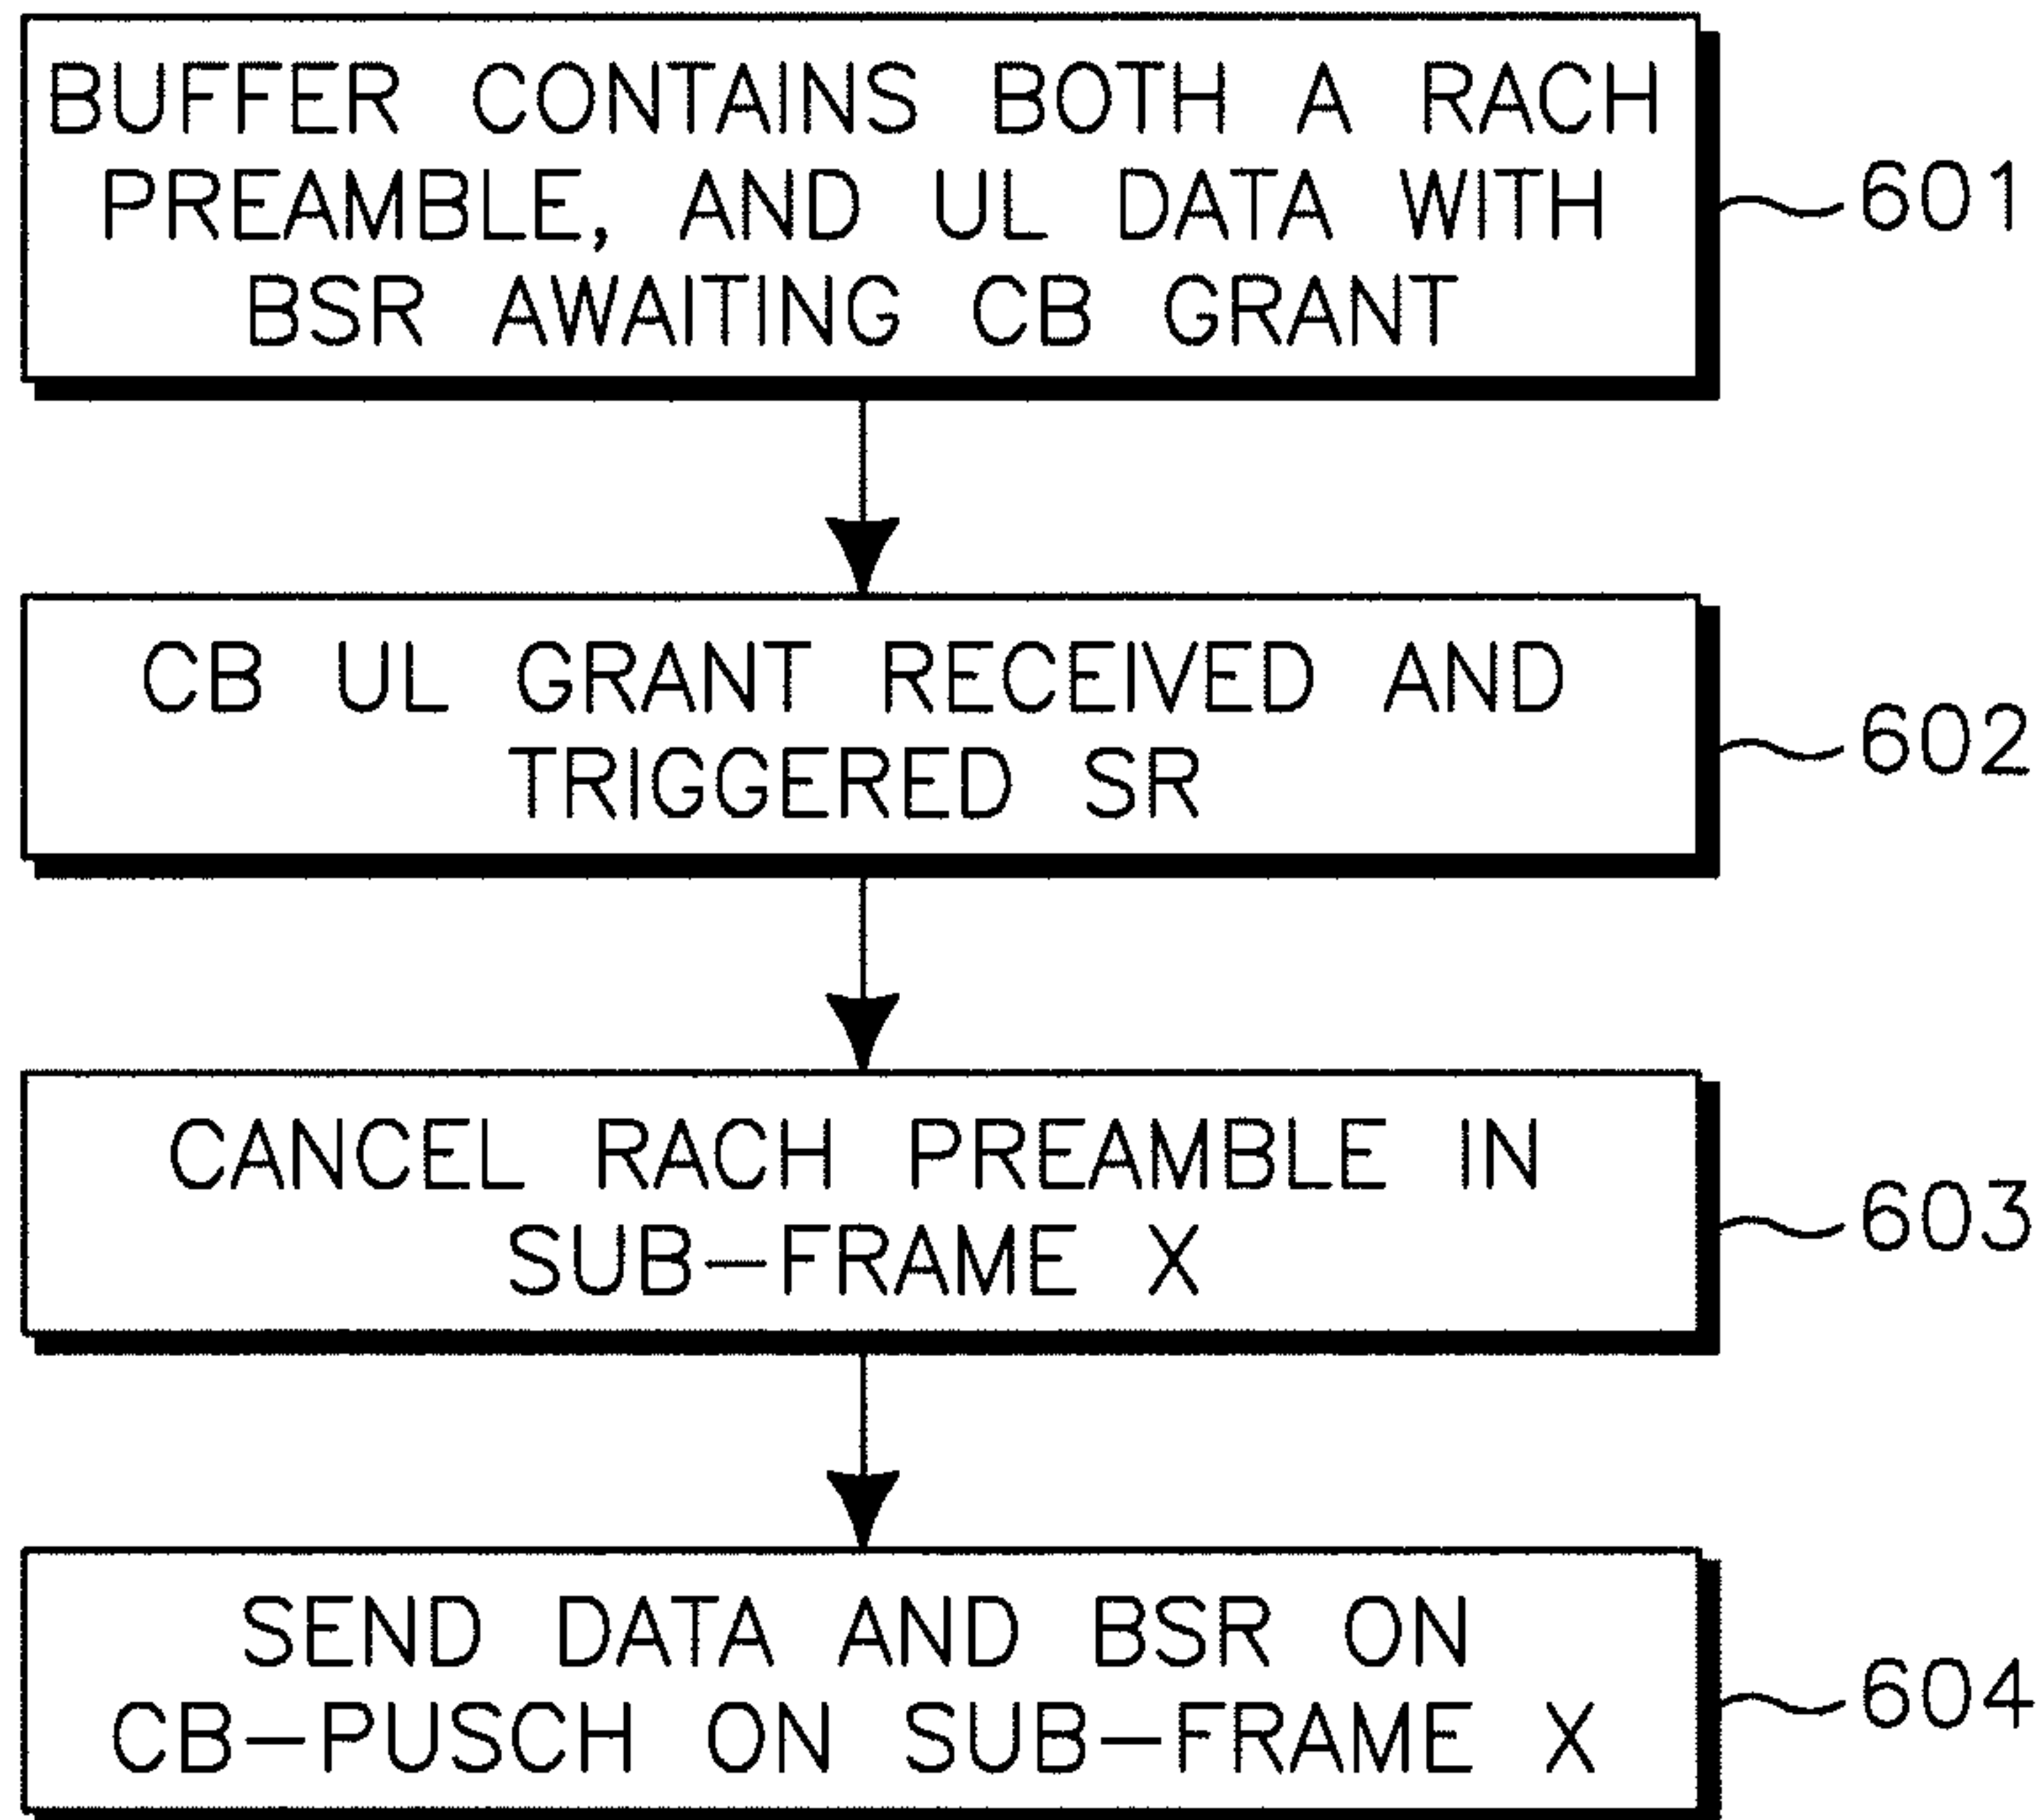 BUFFER CONTAINS BOTH A RACH
PREAMBLE, AND UL DATA WITH
BSR AWAITING CB GRANT
601
CB UL GRANT RECEIVED AND
TRIGGERED SR
602
CANCEL RACH PREAMBLE IN
SUB-FRAME X
603
SEND DATA AND BSR ON
CB-PUSCH ON SUB-FRAME X
604